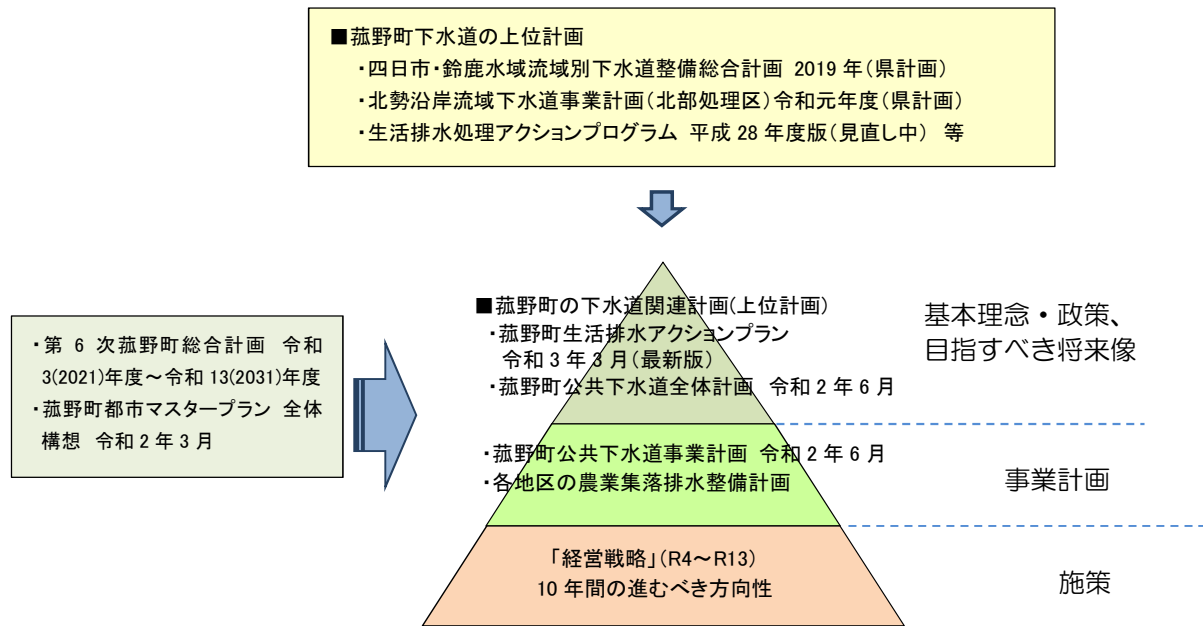 ■菰野町下水道の上位計画
・四日市・鈴鹿水域流域別下水道整備総合計画 2019 年（県計画）
・北勢沿岸流域下水道事業計画（北部処理区）令和元年度（県計画）
・生活排水処理アクションプログラム 平成 28 年度版（見直し中） 等
■菰野町の下水道関連計画(上位計画)
・菰野町生活排水アクションプラン
令和 3 年 3 月（最新版）
・菰野町公共下水道全体計画 令和 2 年 6 月
基本理念・政策、
目指すべき将来像
・第 6 次菰野町総合計画 令和
3(2021)年度～令和 13(2031)年度
・菰野町都市マスタープラン 全体
構想 令和 2 年 3 月
・菰野町公共下水道事業計画 令和 2 年 6 月
・各地区の農業集落排水整備計画
事業計画
「経営戦略」（R4～R13）
10 年間の進むべき方向性
施策